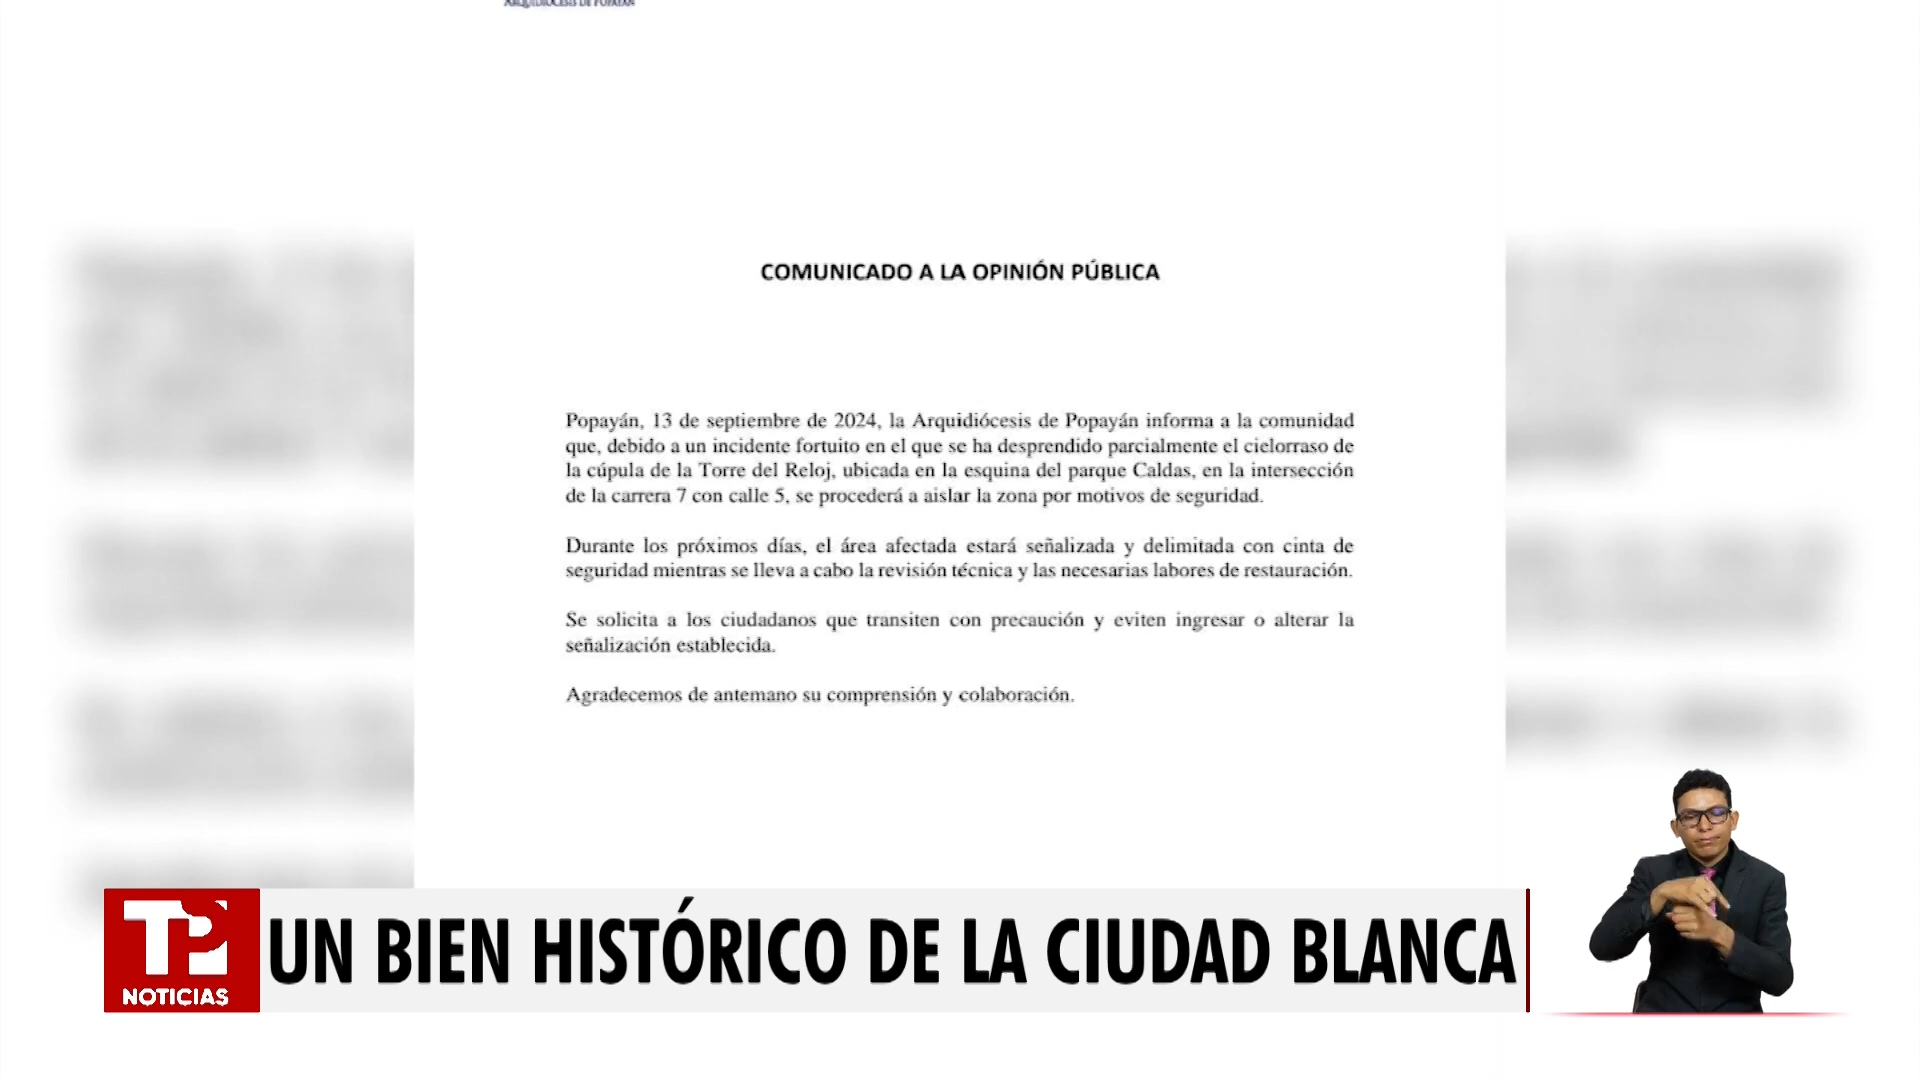 ARQUIDIÓCESIS DE POPAYÁN
COMUNICADO A LA OPINIÓN PÚBLICA
Popayán, 13 de septiembre de 2024, la Arquidiócesis de Popayán informa a la comunidad
que, debido a un incidente fortuito en el que se ha desprendido parcialmente el cielorraso de
la cúpula de la Torre del Reloj, ubicada en la esquina del parque Caldas, en la intersección
de la carrera 7 con calle 5, se procederá a aislar la zona por motivos de seguridad.
Durante los próximos días, el área afectada estará señalizada y delimitada con cinta de
seguridad mientras se lleva a cabo la revisión técnica y las necesarias labores de restauración.
Se solicita a los ciudadanos que transiten con precaución y eviten ingresar o alterar la
señalización establecida.
Agradecemos de antemano su comprensión y colaboración.
TP
NOTICIAS
UN BIEN HISTÓRICO DE LA CIUDAD BLANCA